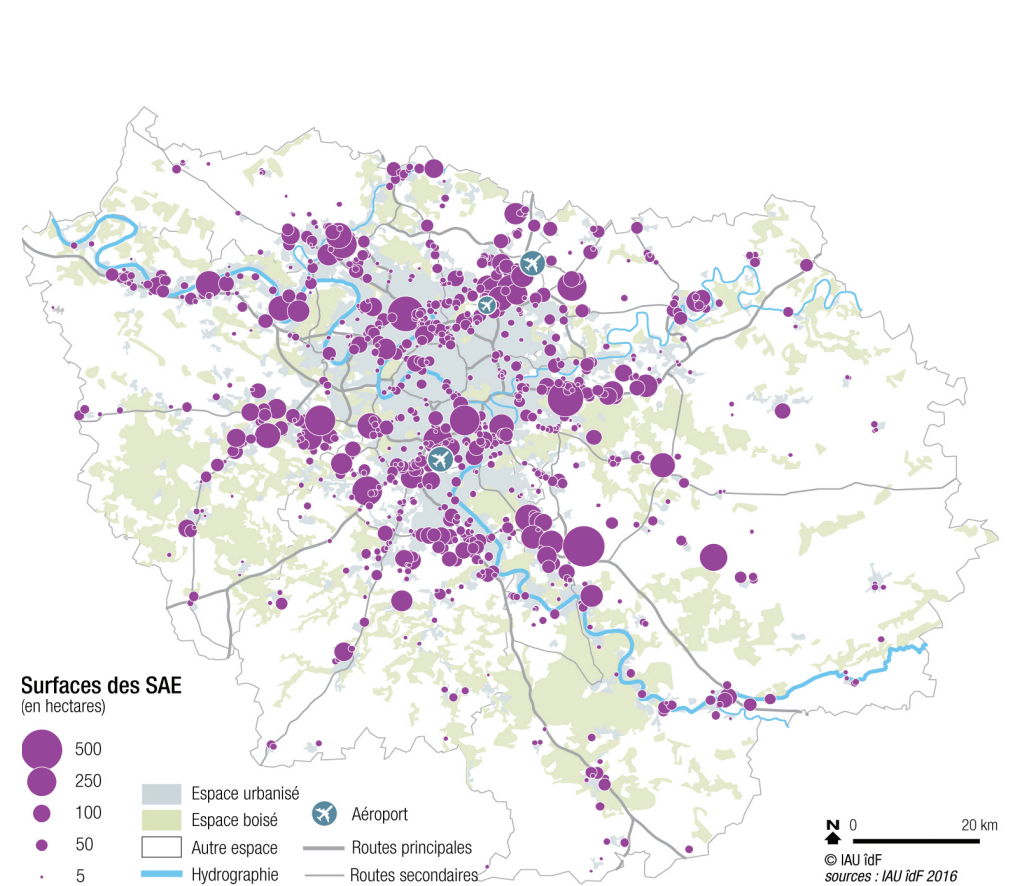 Surfaces des SAE
(en hectares)
500
250
100
50
5
Espace urbanisé
Espace boisé
Autre espace
Hydrographie
Aéroport
Routes principales
Routes secondaires
N 0 20 km
© IAU îdF
sources : IAU îdF 2016